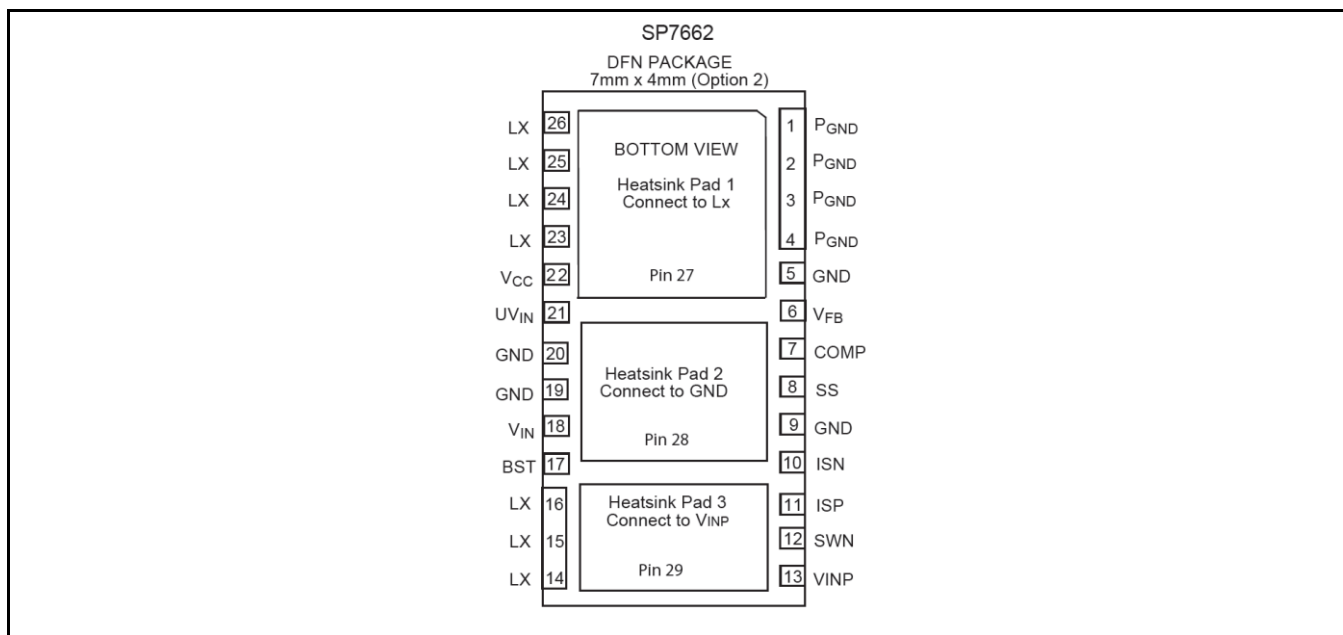 SP7662
DFN PACKAGE
7mm x 4mm (Option 2)
LX 26
LX 25
LX 24
LX 23
VCC 22
UVIN 21
GND 20
GND 19
VIN 18
BST 17
LX 16
LX 15
LX 14
BOTTOM VIEW
Heatsink Pad 1
Connect to Lx
Pin 27
Heatsink Pad 2
Connect to GND
Pin 28
Heatsink Pad 3
Connect to VINP
Pin 29
1 PGND
2 PGND
3 PGND
4 PGND
5 GND
6 VFB
7 COMP
8 SS
9 GND
10 ISN
11 ISP
12 SWN
13 VINP